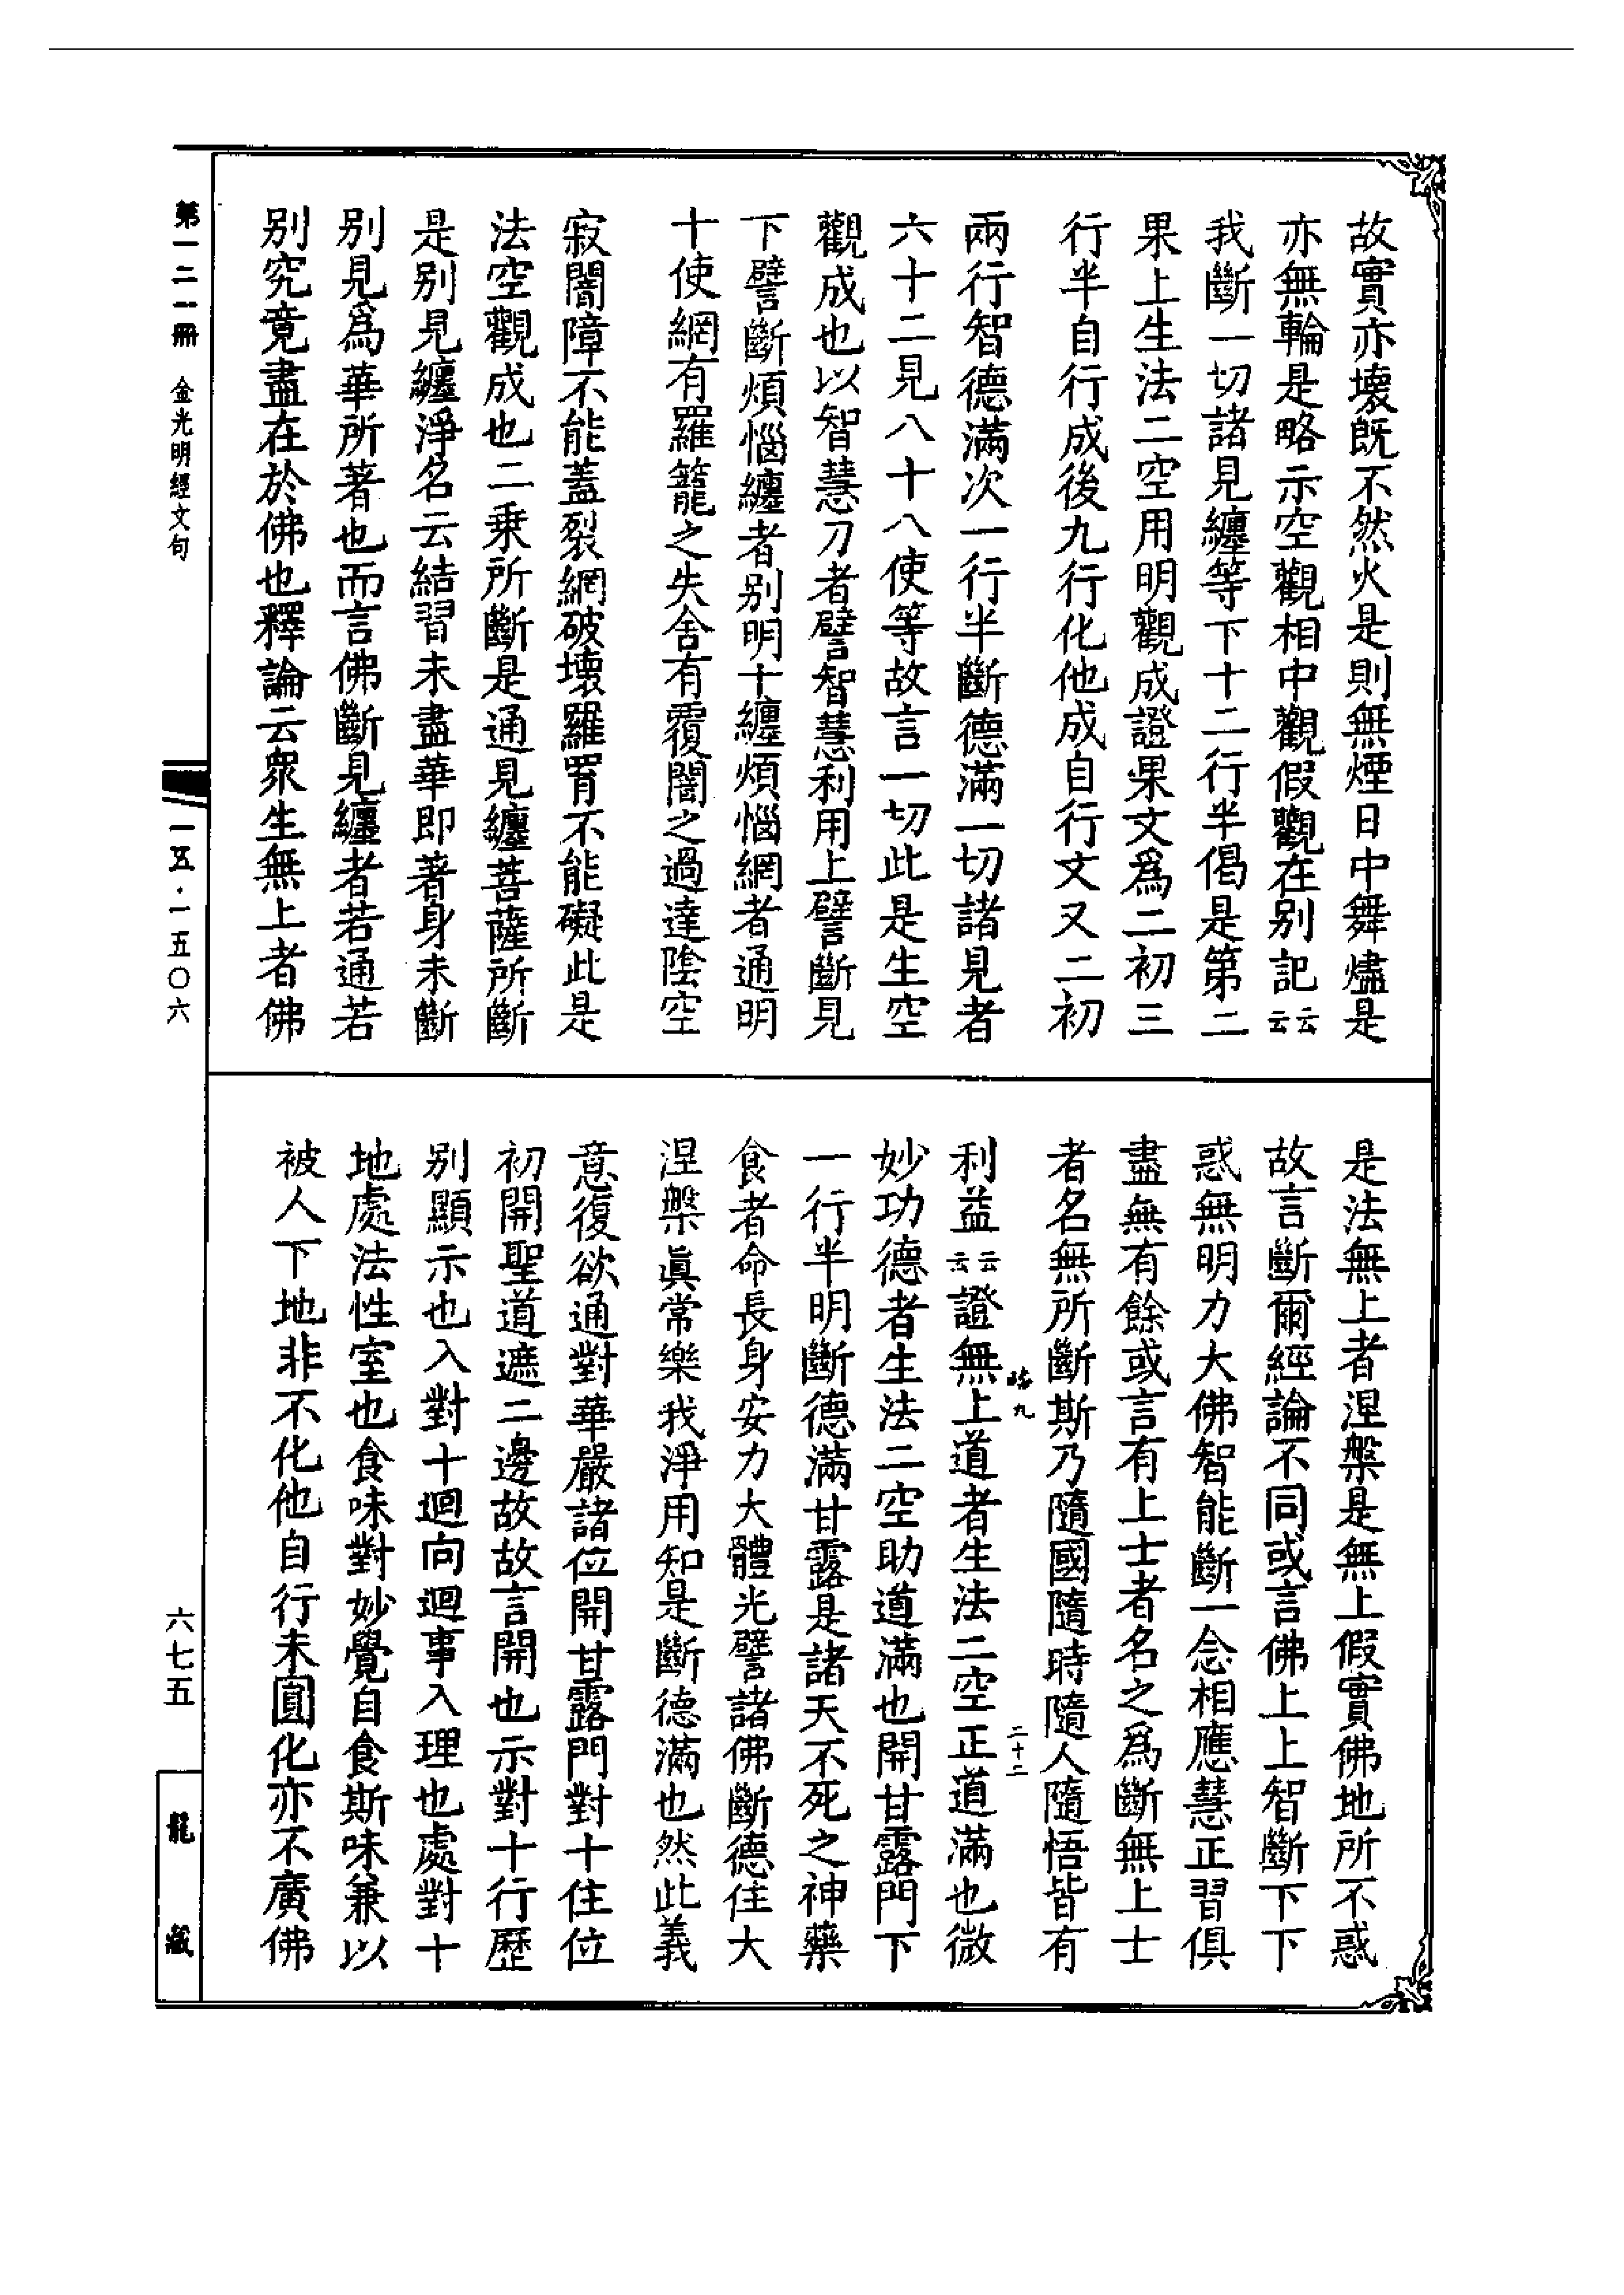 故實亦壞既不然火是則無煙日中舞燼是
亦無輪是略示空觀相中觀假觀在别記云云
我斷一切諸見纏等下十二行半偈是第二
果上生法二空用明觀成證果文爲二初三
行半自行成後九行化他成自行文又二初
兩行智德滿次一行半斷德滿一切諸見者
六十二見八十八使等故言一切此是生空
觀成也以智慧刀者譬智慧利用上譬斷見
下譬斷煩惱纏者别明十纏煩惱網者通明
十使網有羅籠之失舍有覆闇之過達陰空
寂闇障不能蓋裂網破壞羅罥不能礙此是
法空觀成也二乘所斷是通見纏菩薩所斷
是别見纏淨名云結習未盡華即著身未斷
别見爲華所著也而言佛斷見纏者若通若
别究竟盡在於佛也釋論云衆生無上者佛
是法無上者涅槃是無上假實佛地所不惑
故言斷爾經論不同或言佛上上智斷下下
惑無明力大佛智能斷一念相應慧正習俱
盡無有餘或言有上士者名之爲斷無上士
者名無所斷斯乃隨國隨時隨人隨悟皆有
略九 二十二
利益云云證無上道者生法二空正道滿也微
妙功德者生法二空助道滿也開甘露門下
一行半明斷德滿甘露是諸天不死之神藥
食者命長身安力大體光譬諸佛斷德住大
涅槃眞常樂我淨用知是斷德滿也然此義
意復欲通對華嚴諸位開甘露門對十住位
初開聖道遮二邊故故言開也示對十行歷
别顯示也入對十迴向迴事入理也處對十
地處法性室也食味對妙覺自食斯味兼以
被人下地非不化他自行未圓化亦不廣佛
第一二一冊 金光明經文句
一五·一五〇六
六七五
龍藏